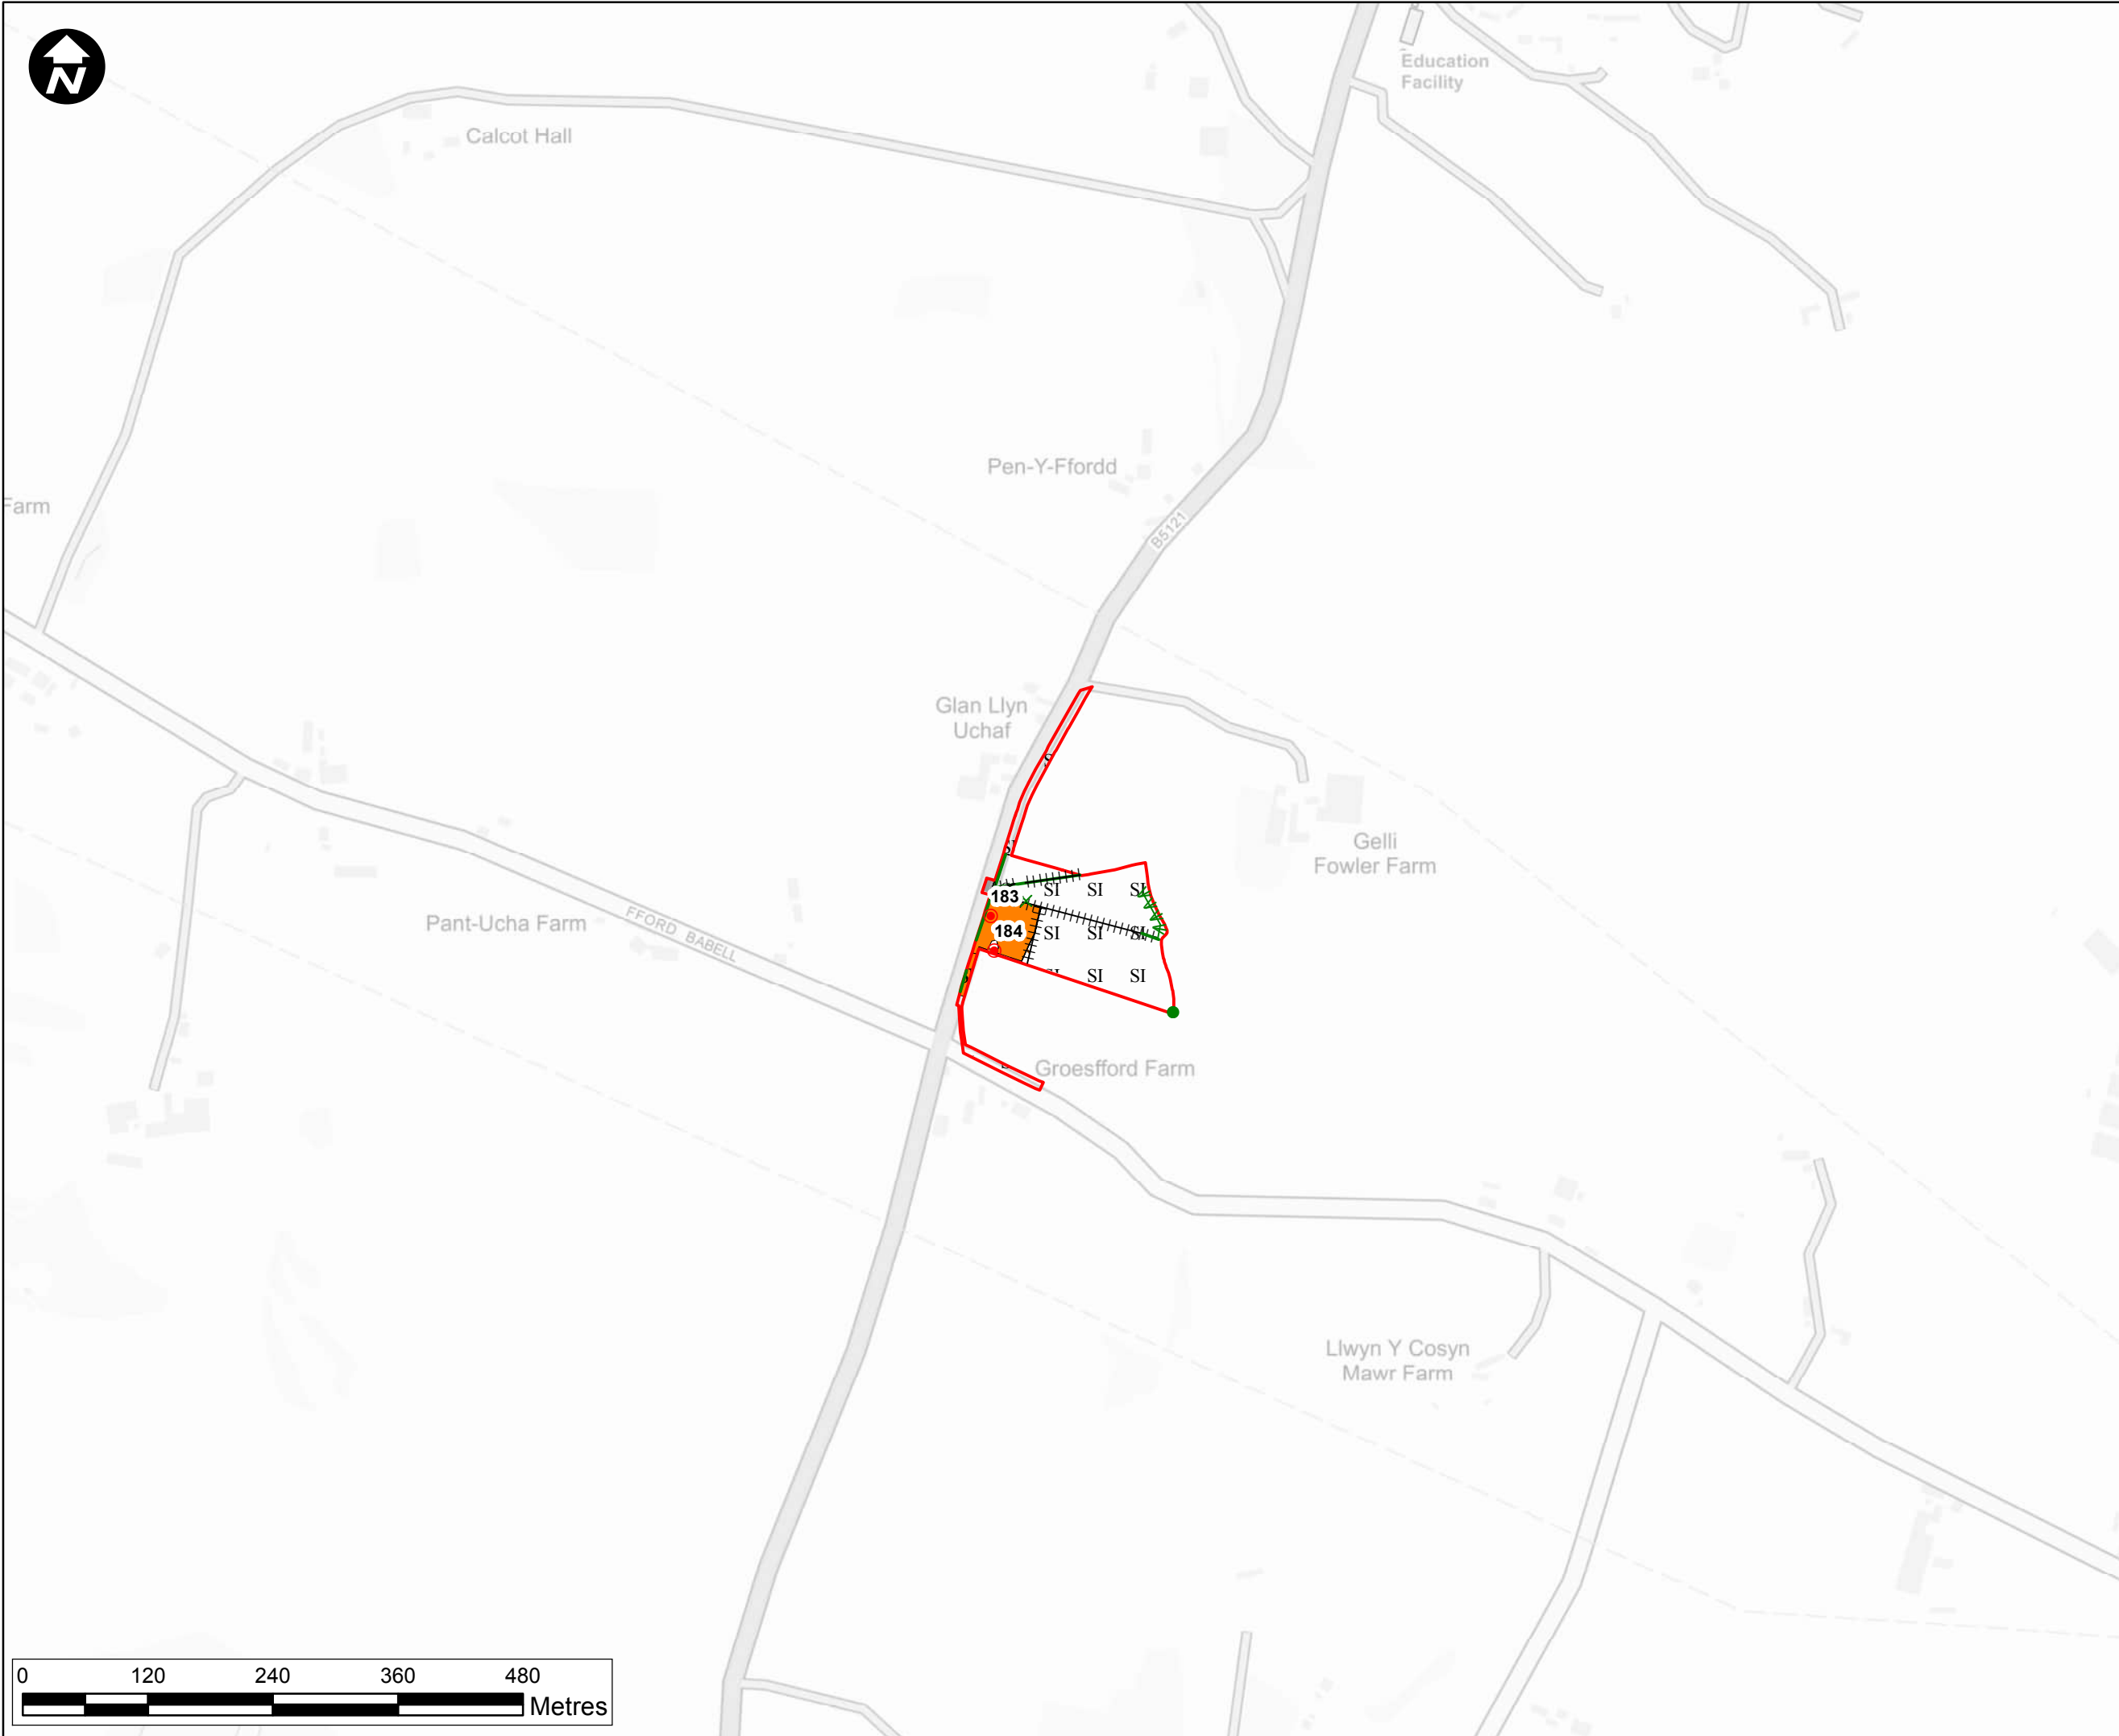 N
Education
Facility
Calcot Hall
Pen-Y-Ffordd
Farm
B5121
Glan Llyn
Uchaf
S
Gelli
Fowler Farm
SI
183
SI SI SI
Pant-Ucha Farm
FFORD BABELL
184
SI SI SI
SI SI SI
Groesfford Farm
Llwyn Y Cosyn
Mawr Farm
0 120 240 360 480
Metres